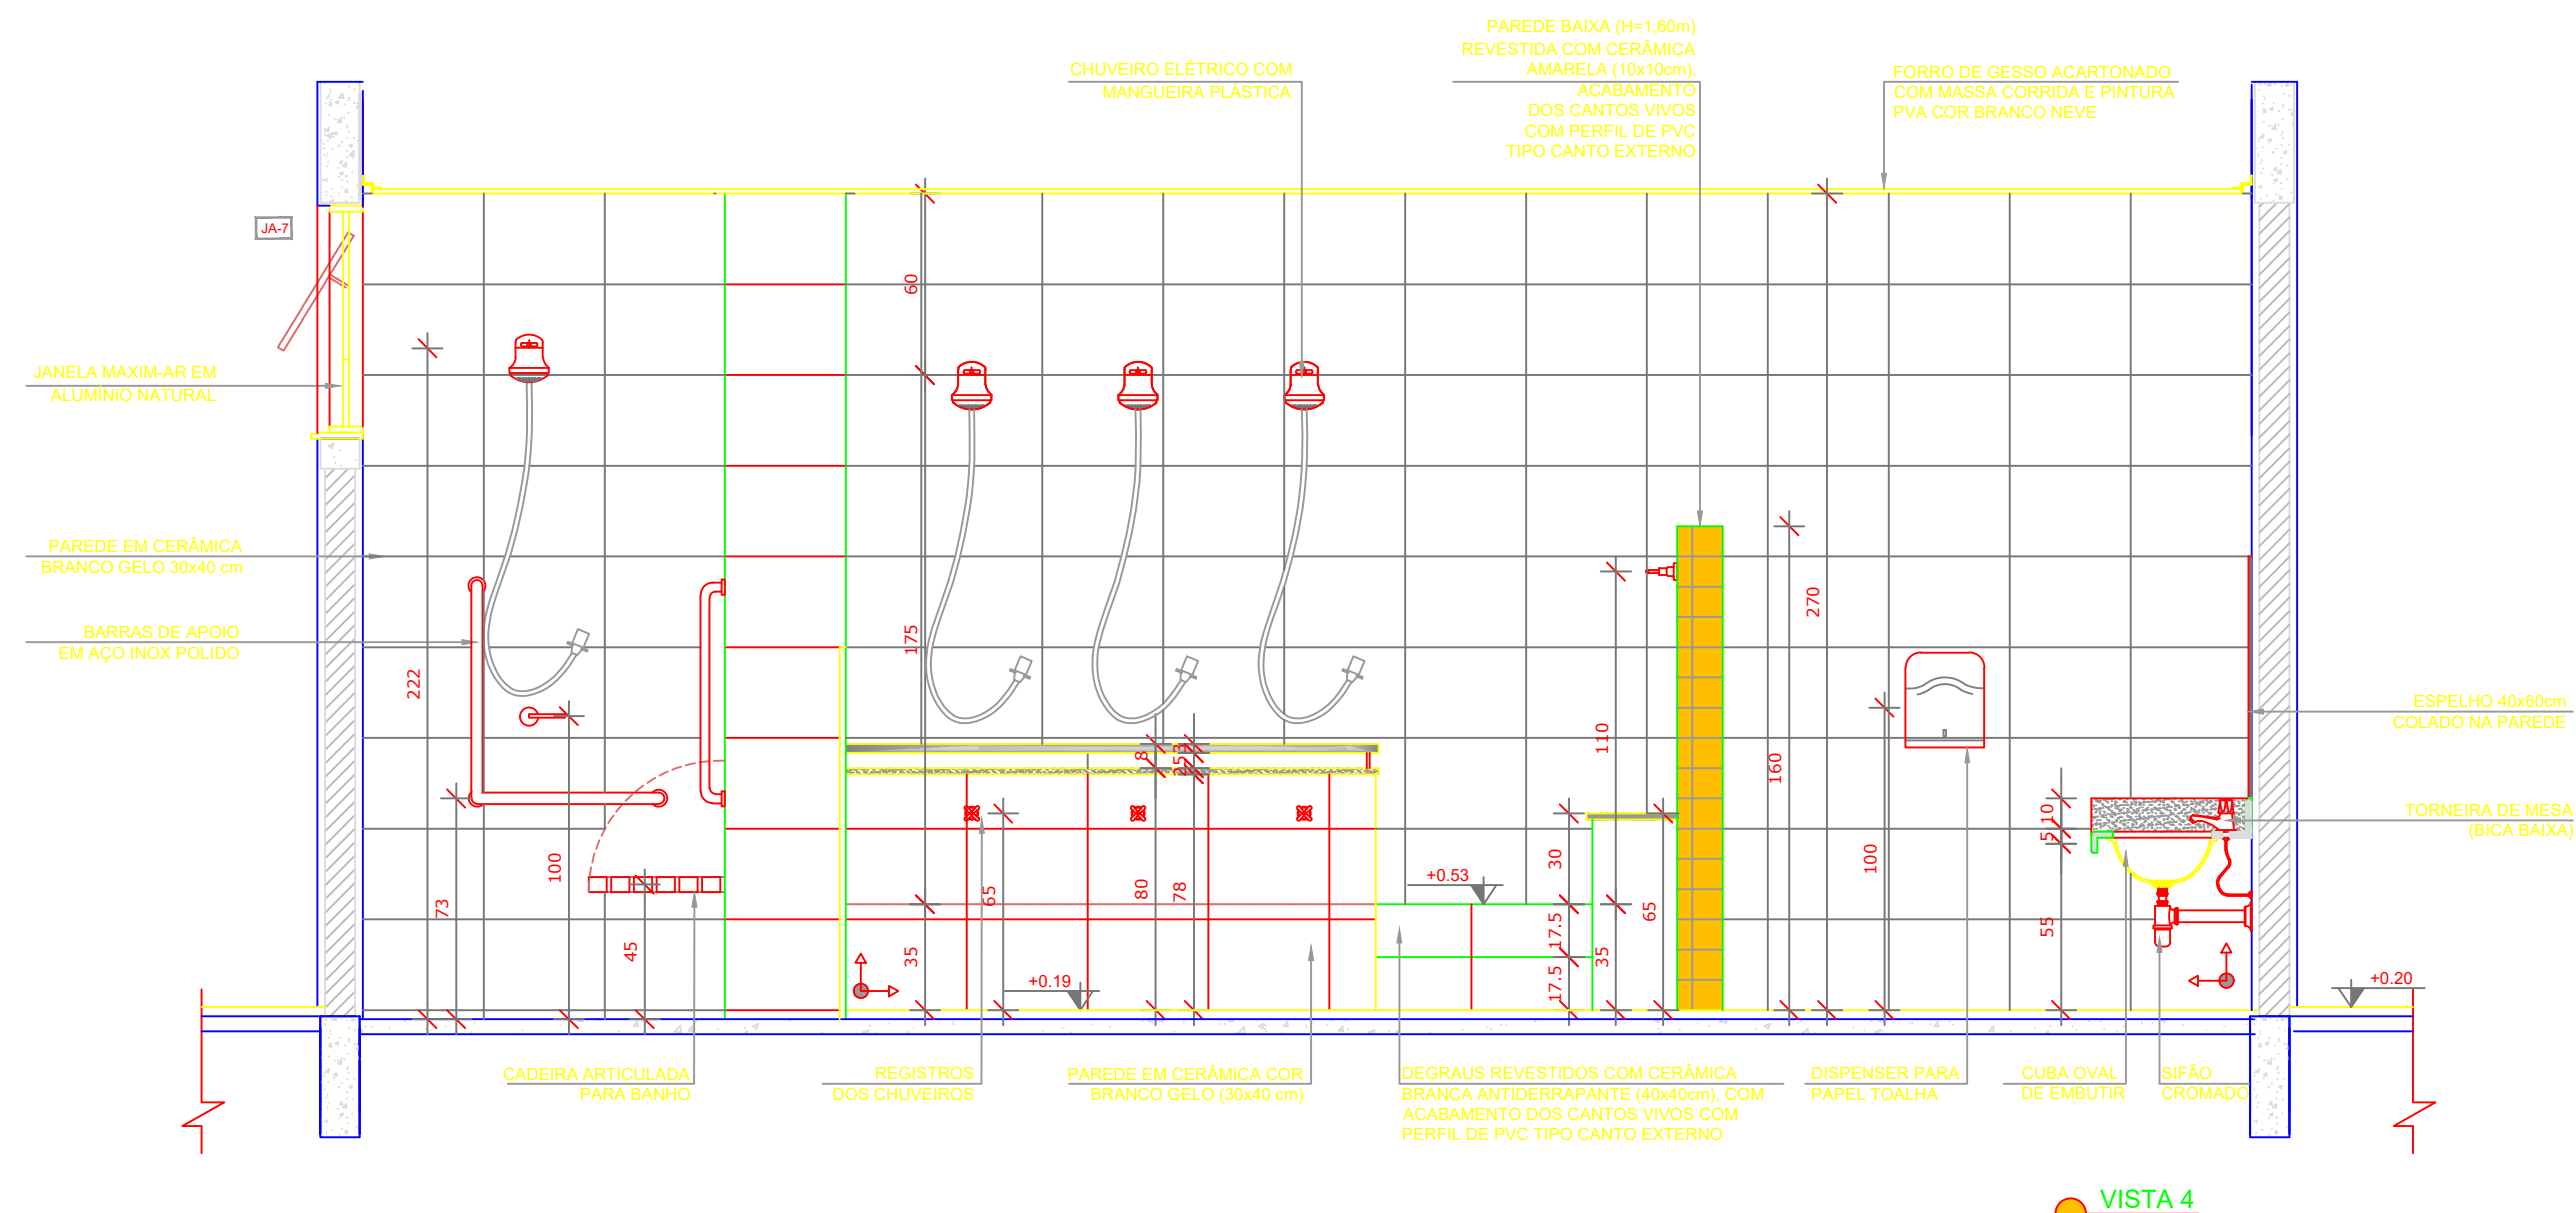 PAREDE BAIXA (H=1,60m)
REVESTIDA COM CERÂMICA
AMARELA (10x10cm),
ACABAMENTO
DOS CANTOS VIVOS
COM PERFIL DE PVC
TIPO CANTO EXTERNO
CHUVEIRO ELÉTRICO COM
MANGUEIRA PLÁSTICA
FORRO DE GESSO ACARTONADO
COM MASSA CORRIDA E PINTURA
PVA COR BRANCO NEVE
JA-7
JANELA MAXIM-AR EM
ALUMÍNIO NATURAL
PAREDE EM CERÂMICA
BRANCO GELO 30x40 cm
BARRAS DE APOIO
EM AÇO INOX POLIDO
ESPELHO 40x60cm
COLADO NA PAREDE
TORNEIRA DE MESA
(BICA BAIXA)
60
175
35
222
73
100
45
65
8
80
78
+0.19
+0.53
30
17.5
17.5
110
35
65
160
270
100
10
5
55
+0.20
CADEIRA ARTICULADA
PARA BANHO
REGISTROS
DOS CHUVEIROS
PAREDE EM CERÂMICA COR
BRANCO GELO (30x40 cm)
DEGRAUS REVESTIDOS COM CERÂMICA
BRANCA ANTIDERRAPANTE (40x40cm), COM
ACABAMENTO DOS CANTOS VIVOS COM
PERFIL DE PVC TIPO CANTO EXTERNO
DISPENSER PARA
PAPEL TOALHA
CUBA OVAL
DE EMBUTIR
SIFÃO
CROMADO
VISTA 4